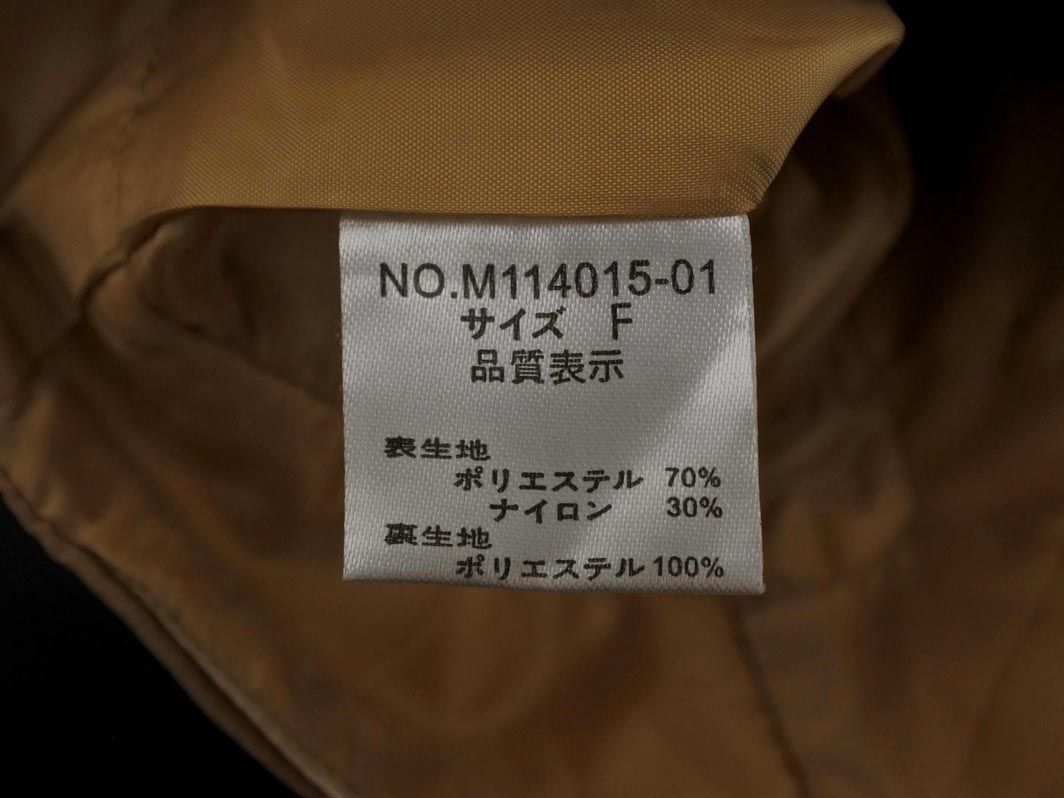 NO.M114015-01
サイズ F
品質表示
表生地
ポリエステル 70%
ナイロン 30%
裏生地
ポリエステル 100%